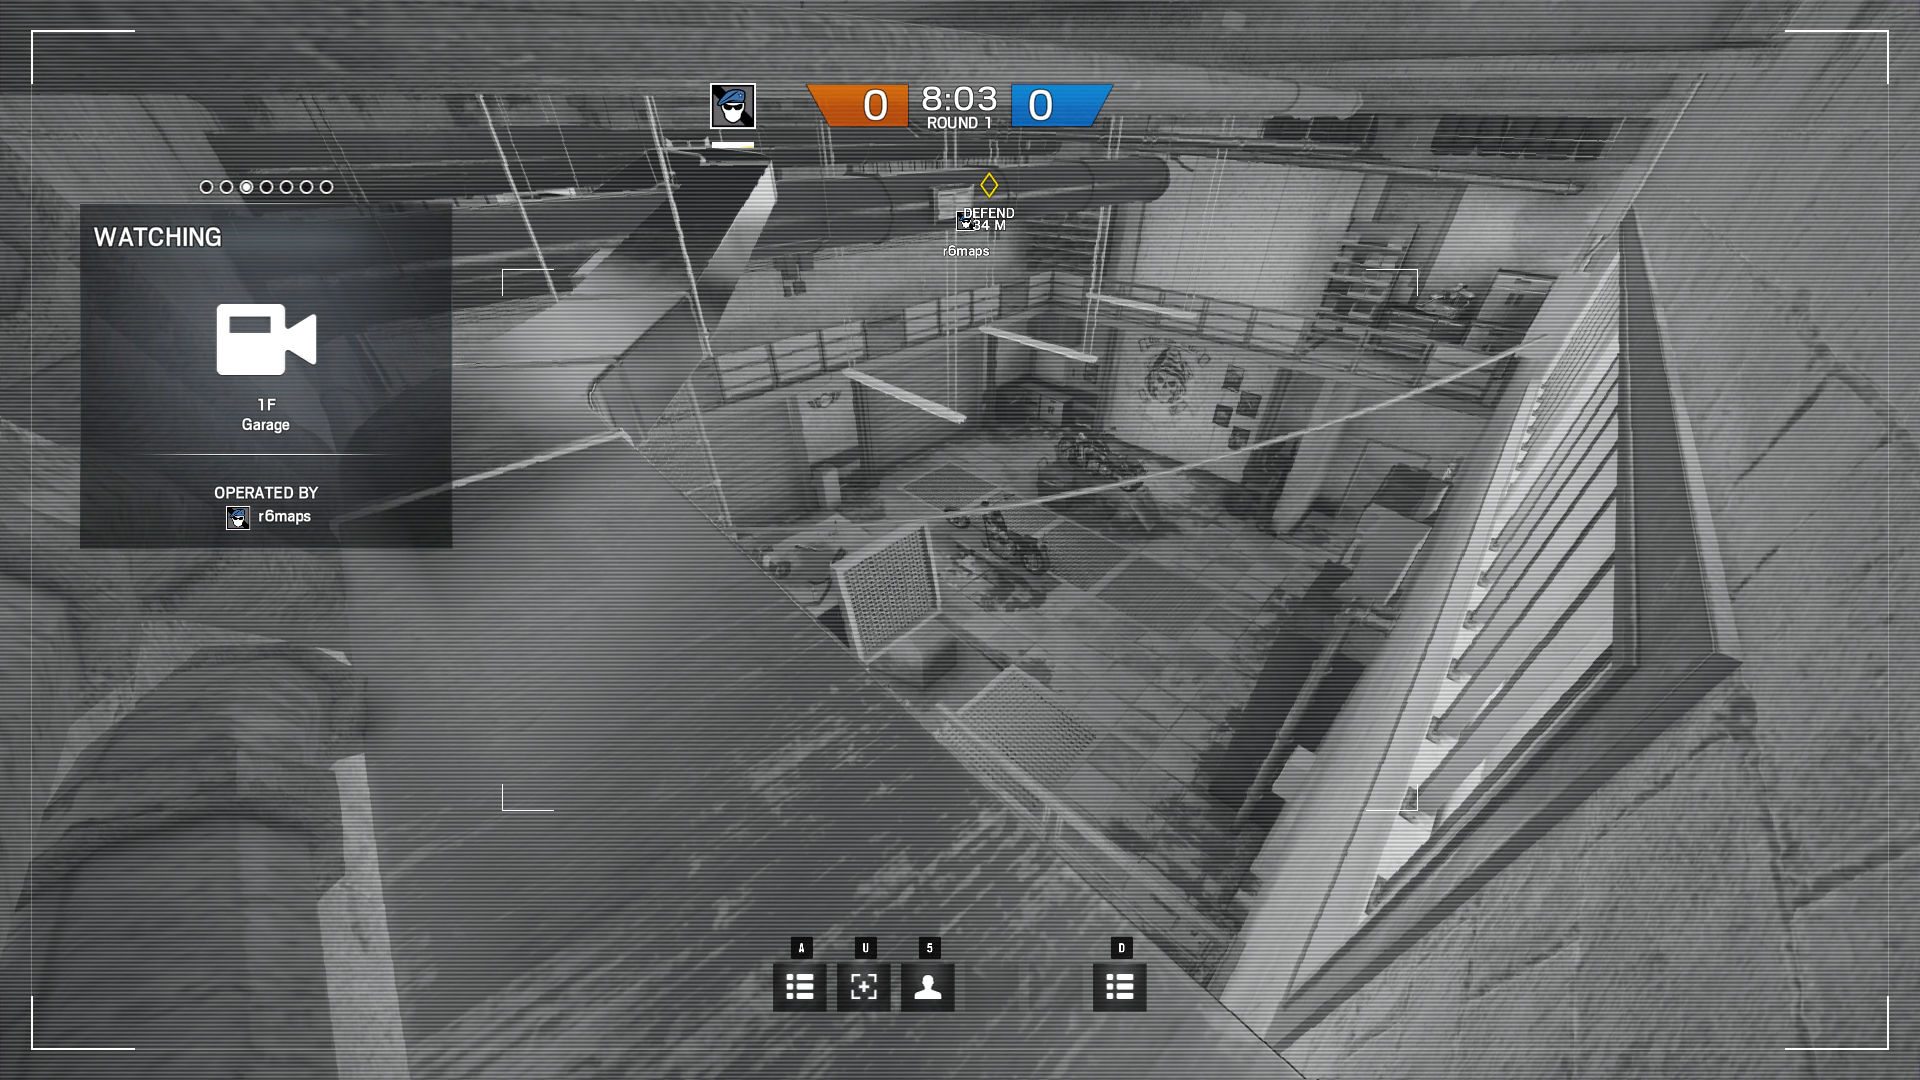 0
8:03
ROUND 1
0
WATCHING
1F
Garage
OPERATED BY
r6maps
DEFEND
34 M
r6maps
A
U
5
D